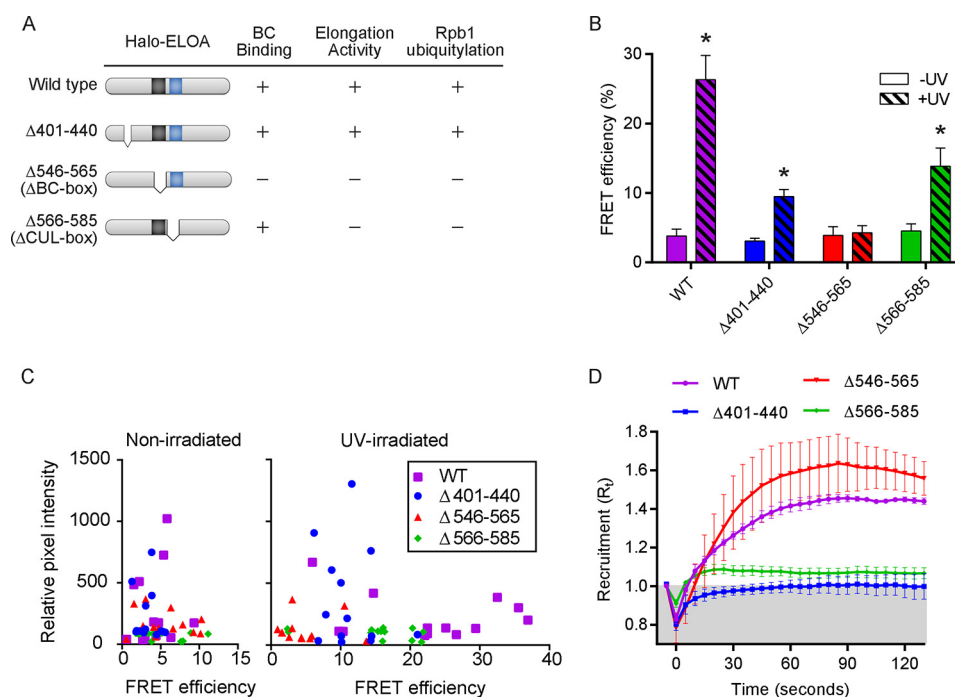 A
Halo-ELOA
BC Binding
Elongation Activity
Rpb1 ubiquitylation
Wild type + + +
Δ401-440 + + +
Δ546-565 (ΔBC-box) − − −
Δ566-585 (ΔCUL-box) + − −
B
FRET efficiency (%)
30
20
10
0
-UV
+UV
* * *
WT
Δ401-440
Δ546-565
Δ566-585
C
Non-irradiated
UV-irradiated
Relative pixel intensity
1500
1000
500
0
0 5 10 15
FRET efficiency
0 10 20 30 40
FRET efficiency
WT
Δ 401-440
Δ 546-565
Δ 566-585
D
WT
Δ401-440
Δ546-565
Δ566-585
Recruitment (Rt)
1.8
1.6
1.4
1.2
1.0
0.8
0 30 60 90 120
Time (seconds)